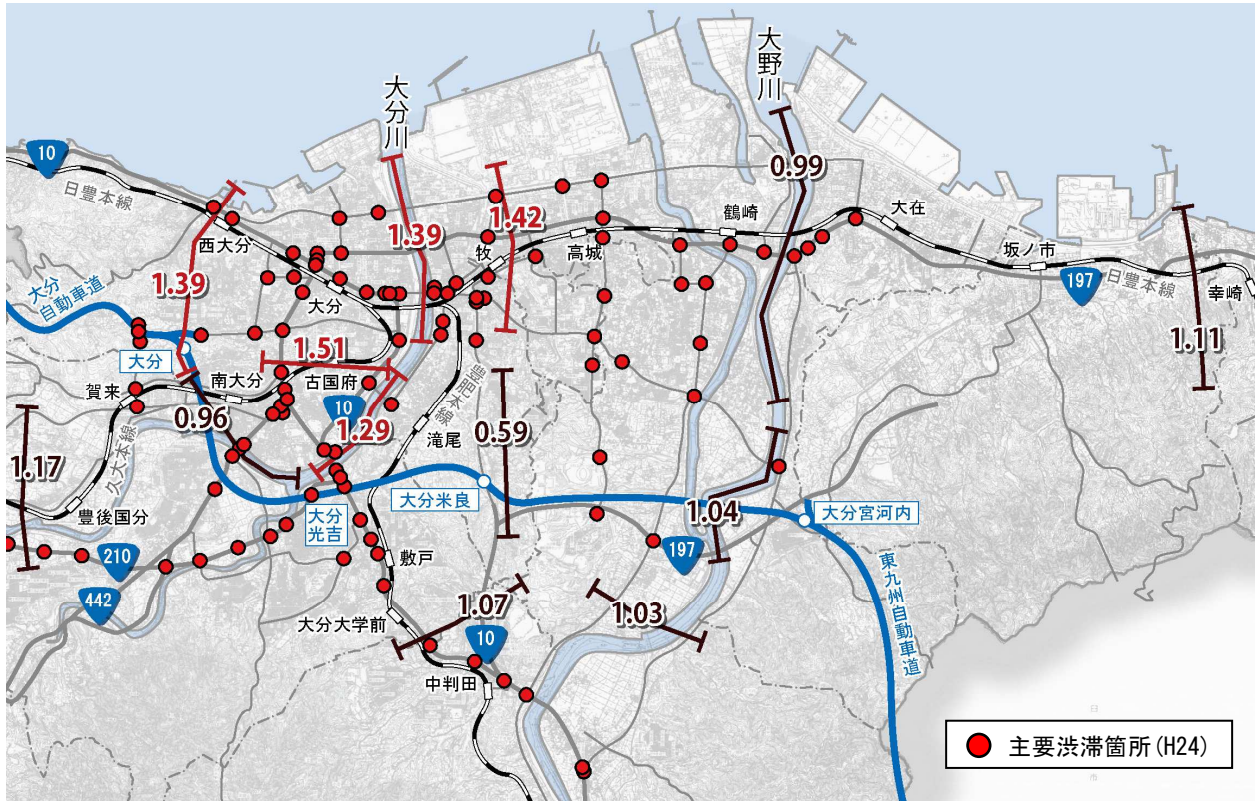 大野川
大分川
10
日豊本線
0.99
西大分
1.39
1.42
鶴崎
大在
牧
高城
坂ノ市
197
日豊本線
幸崎
大分
自動車道
1.39
大分
1.11
大分
1.51
賀来
南大分
古国府
10
豊肥本線
0.96
1.29
滝尾
0.59
1.17
久大本線
大分米良
豊後国分
大分
光吉
1.04
大分宮河内
210
敷戸
197
442
大分大学前
1.07
1.03
東九州自動車道
10
中判田
主要渋滞箇所(H24)